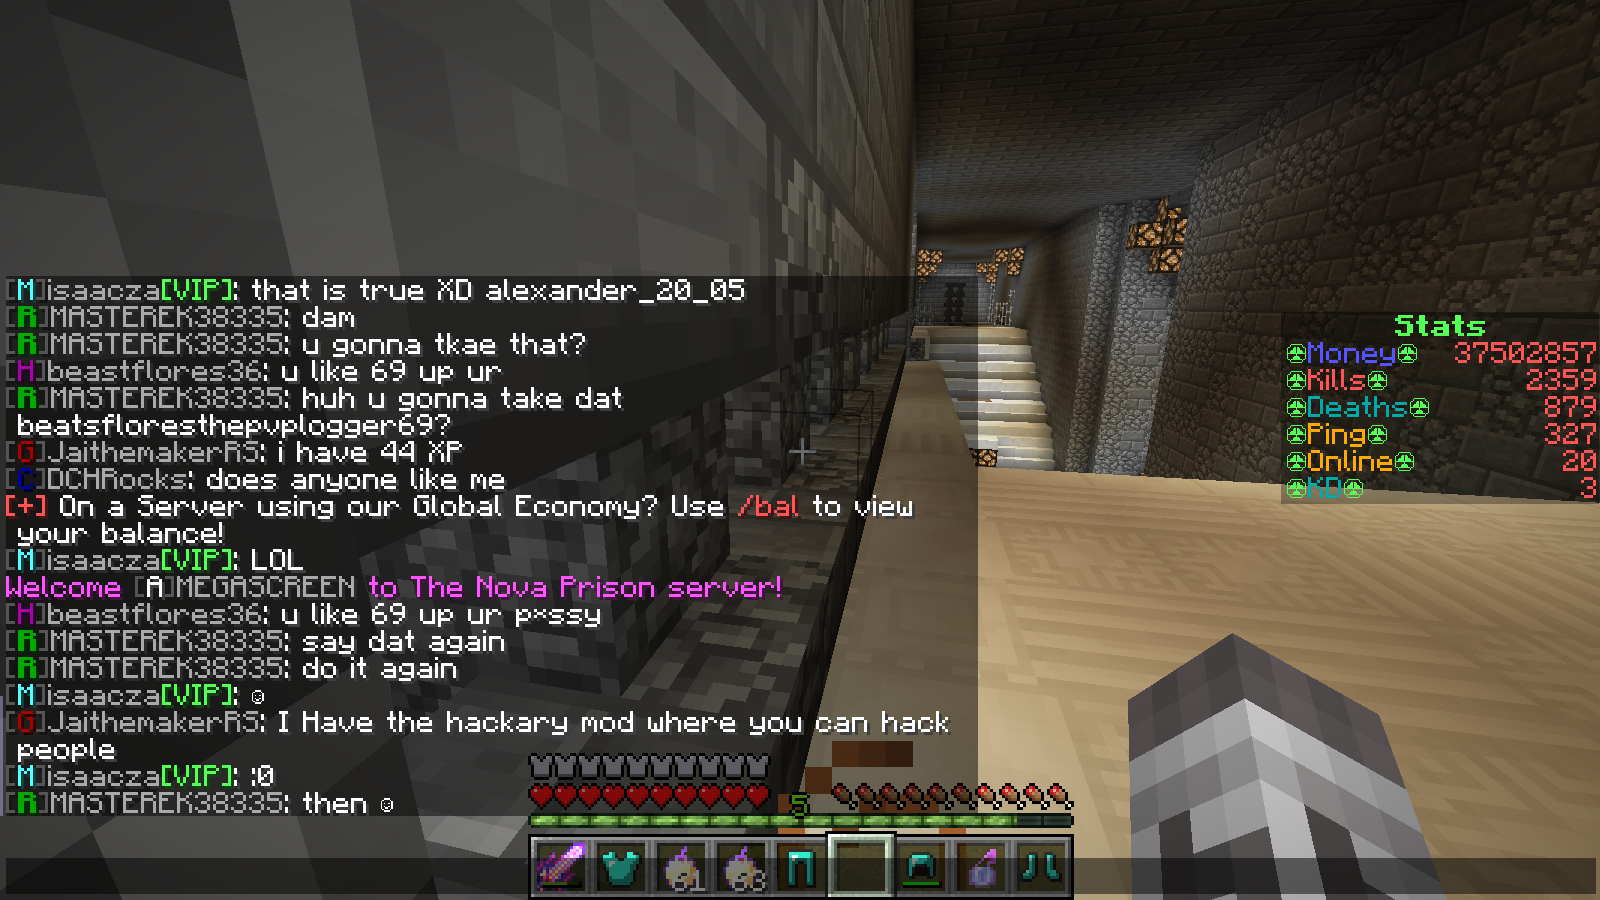 [M]isaacza[VIP]: that is true XD alexander_20_05
[R]MASTEREK38335: dam
[R]MASTEREK38335: u gonna tkae that?
[H]beastflores36: u like 69 up ur
[R]MASTEREK38335: huh u gonna take dat
beatsfloresthepvplogger69?
[G]JaithemakerRS: i have 44 XP
[C]DCHRocks: does anyone like me
[+] On a Server using our Global Economy? Use /bal to view
your balance!
[M]isaacza[VIP]: LOL
Welcome [A]MEGASCREEN to The Nova Prison server!
[H]beastflores36: u like 69 up ur p*ssy
[R]MASTEREK38335: say dat again
[R]MASTEREK38335: do it again
[M]isaacza[VIP]: ☺
[G]JaithemakerRS: I Have the hackary mod where you can hack
people
[M]isaacza[VIP]: :0
[R]MASTEREK38335: then ☺
Stats
Money 37502857
Kills 2359
Deaths 879
Ping 327
Online 20
KD 3
5
1
3